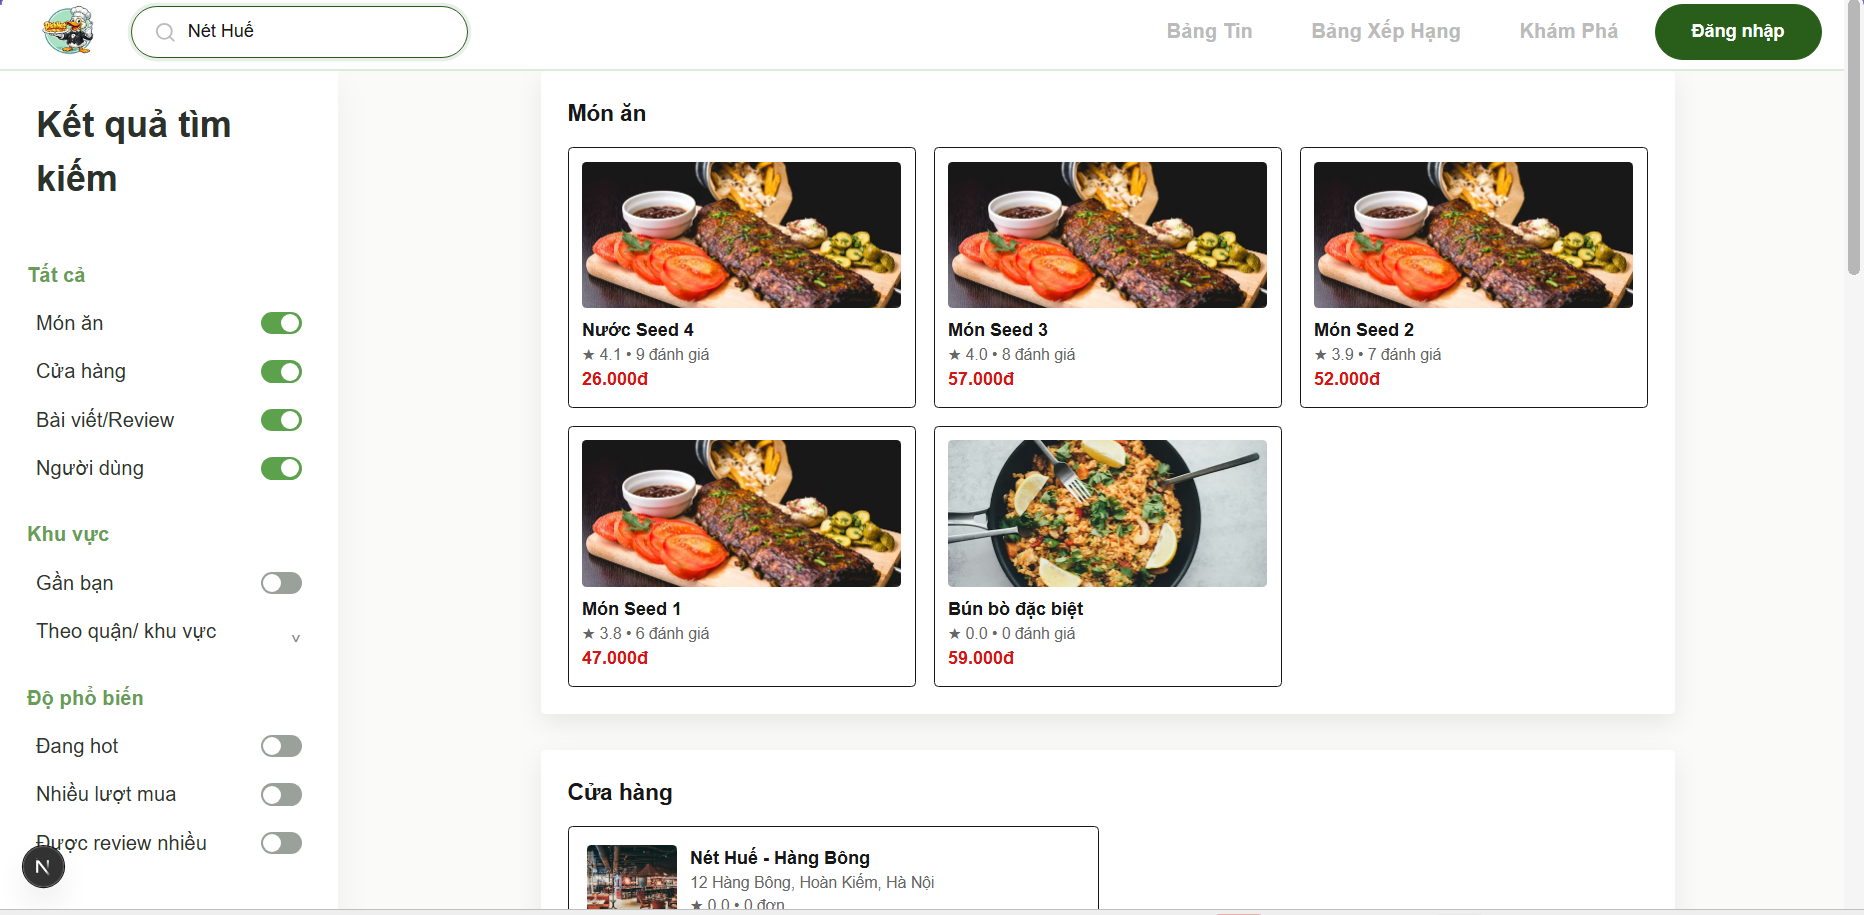 Nét Huế
Bảng Tin
Bảng Xếp Hạng
Khám Phá
Đăng nhập
Kết quả tìm
kiếm
Tất cả
Món ăn
Cửa hàng
Bài viết/Review
Người dùng
Khu vực
Gần bạn
Theo quận/ khu vực
Độ phổ biến
Đang hot
Nhiều lượt mua
Được review nhiều
N
Món ăn
Nước Seed 4
★ 4.1 • 9 đánh giá
26.000đ
Món Seed 3
★ 4.0 • 8 đánh giá
57.000đ
Món Seed 2
★ 3.9 • 7 đánh giá
52.000đ
Món Seed 1
★ 3.8 • 6 đánh giá
47.000đ
Bún bò đặc biệt
★ 0.0 • 0 đánh giá
59.000đ
Cửa hàng
Nét Huế - Hàng Bông
12 Hàng Bông, Hoàn Kiếm, Hà Nội
★ 0.0 • 0 đơn